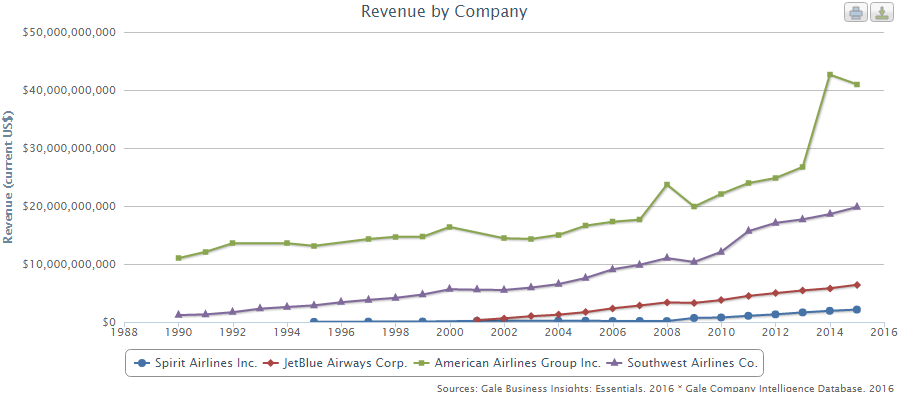 Revenue by Company
Revenue (current US$)
$50,000,000,000
$40,000,000,000
$30,000,000,000
$20,000,000,000
$10,000,000,000
$0
1988 1990 1992 1994 1996 1998 2000 2002 2004 2006 2008 2010 2012 2014 2016
Spirit Airlines Inc. JetBlue Airways Corp. American Airlines Group Inc. Southwest Airlines Co.
Sources: Gale Business Insights: Essentials, 2016 * Gale Company Intelligence Database, 2016